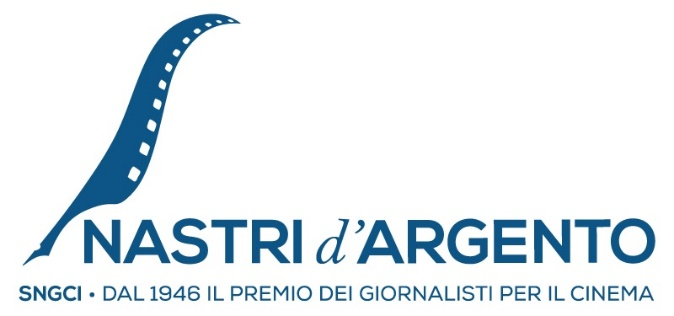 NASTRI d'ARGENTO
SNGCI • DAL 1946 IL PREMIO DEI GIORNALISTI PER IL CINEMA